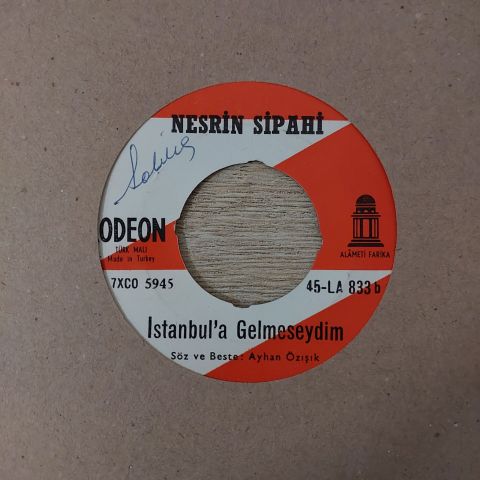 NESRİN SİPAHİ
ODEON
TÜRK MALI
Made in Turkey
ALÂMETİ FARİKA
7XCO 5945
45-LA 833 b
İstanbul'a Gelmeseydim
Söz ve Beste: Ayhan Özışık